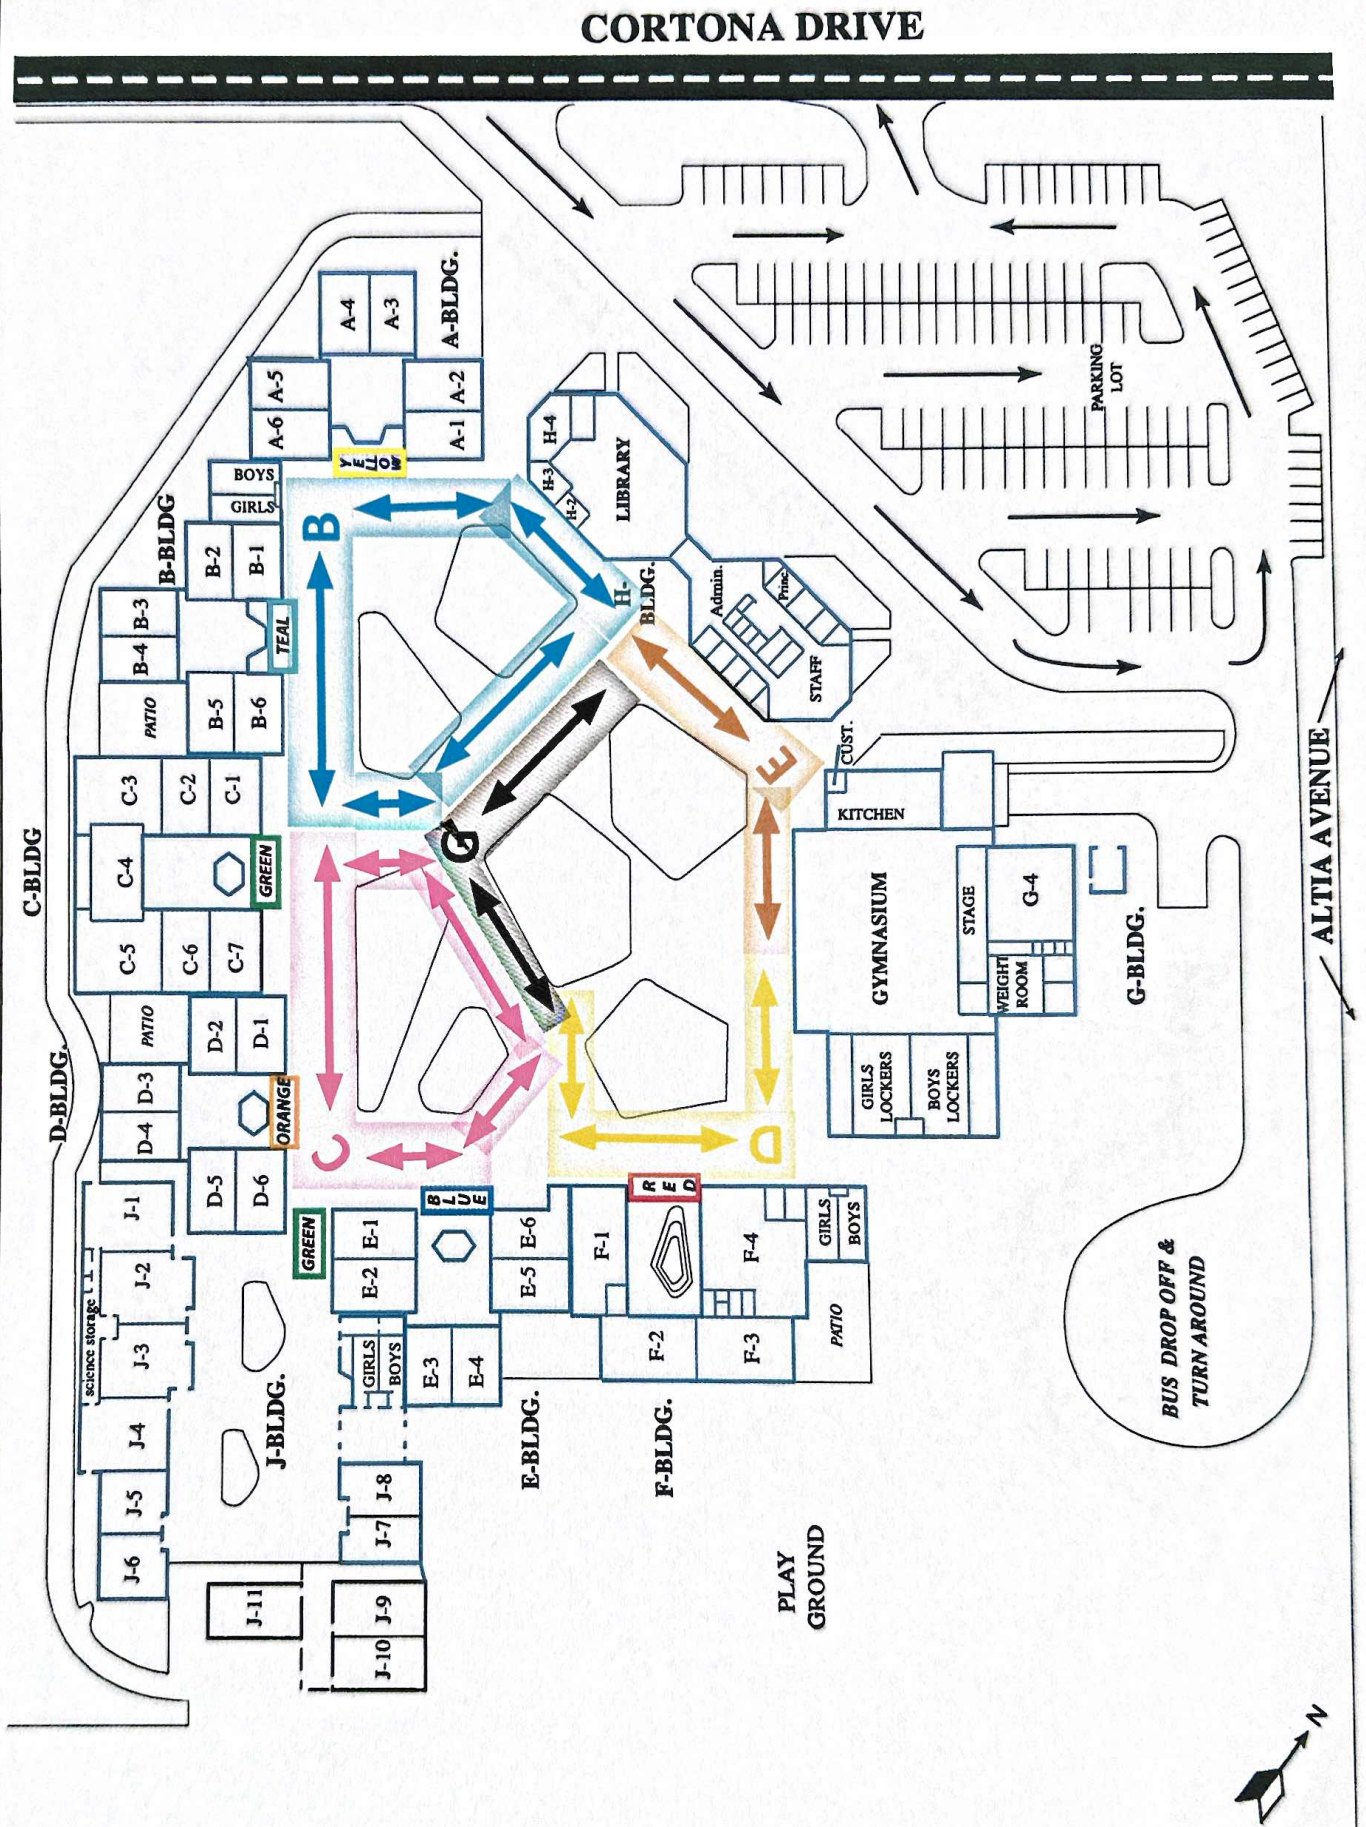 CORTONA DRIVE
A-4
A-3
A-BLDG.
A-5
A-6
A-2
A-1
YELLOW
BOYS
GIRLS
B-BLDG
B-2
B-1
B-3
B-4
TEAL
PATIO
B-5
B-6
B
H-4
H-3
H-2
LIBRARY
H-
BLDG.
Admin.
Princ.
STAFF
PARKING
LOT
C-BLDG
C-3
C-2
C-1
C-4
GREEN
C-5
C-6
C-7
G
E
CUST.
KITCHEN
GYMNASIUM
STAGE
G-4
WEIGHT
ROOM
G-BLDG.
GIRLS
LOCKERS
BOYS
LOCKERS
ALTIA AVENUE
D-BLDG.
PATIO
D-2
D-1
D-3
D-4
ORANGE
D-5
D-6
C
D
J-1
J-2
science storage
J-3
J-4
J-5
J-6
J-BLDG.
GREEN
E-1
E-2
BLUE
E-6
E-5
GIRLS
BOYS
E-3
E-4
E-BLDG.
F-1
RED
F-4
GIRLS
BOYS
F-2
F-3
PATIO
F-BLDG.
J-8
J-7
J-11
J-9
J-10
PLAY
GROUND
BUS DROP OFF &
TURN AROUND
N